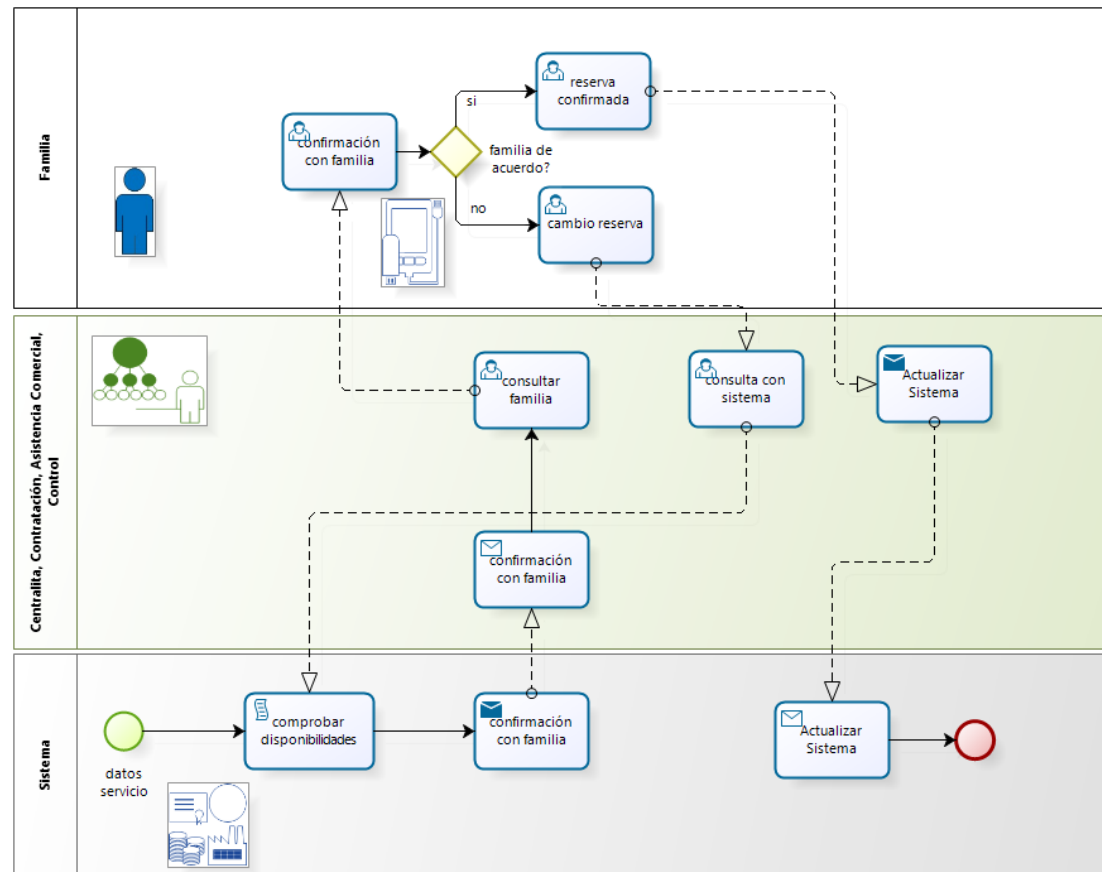 Familia
reserva
confirmada
si
confirmación
con familia
familia de
acuerdo?
no
cambio reserva
Centralita, Contratación, Asistencia Comercial,
Control
consultar
familia
consulta con
sistema
Actualizar
Sistema
confirmación
con familia
Sistema
comprobar
disponibilidades
confirmación
con familia
Actualizar
Sistema
datos
servicio